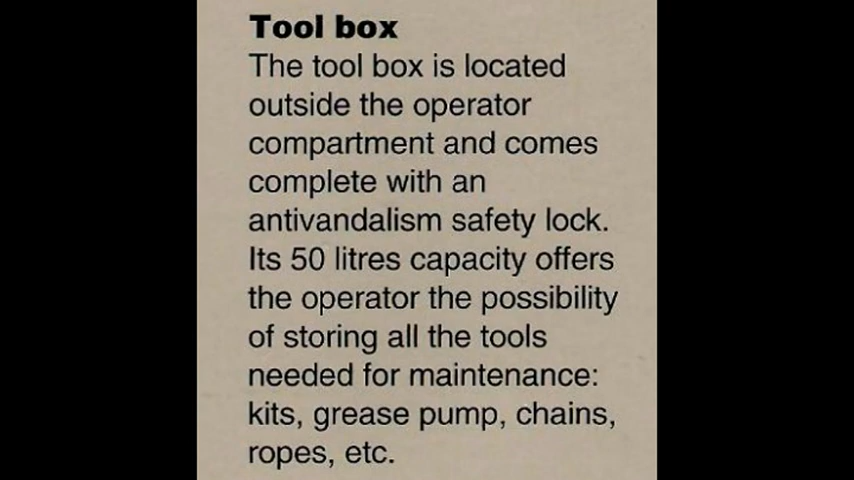 Tool box
The tool box is located
outside the operator
compartment and comes
complete with an
antivandalism safety lock.
Its 50 litres capacity offers
the operator the possibility
of storing all the tools
needed for maintenance:
kits, grease pump, chains,
ropes, etc.